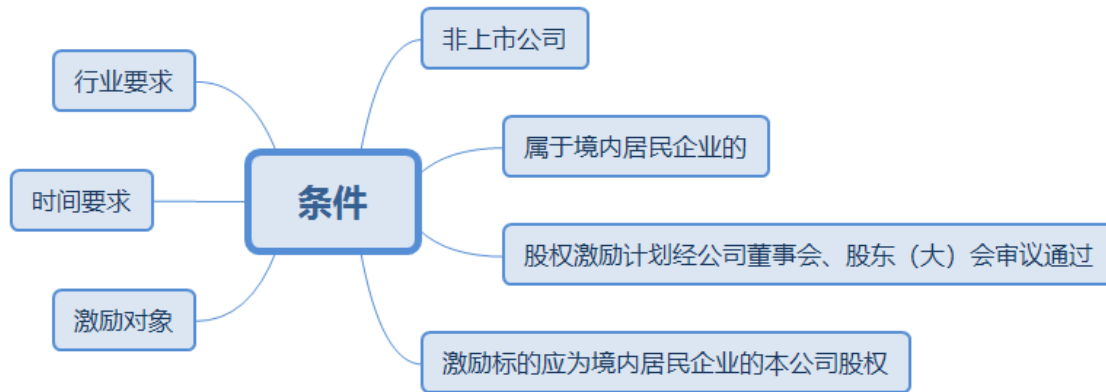 非上市公司
行业要求
属于境内居民企业的
时间要求
条件
股权激励计划经公司董事会、股东（大）会审议通过
激励对象
激励标的应为境内居民企业的本公司股权